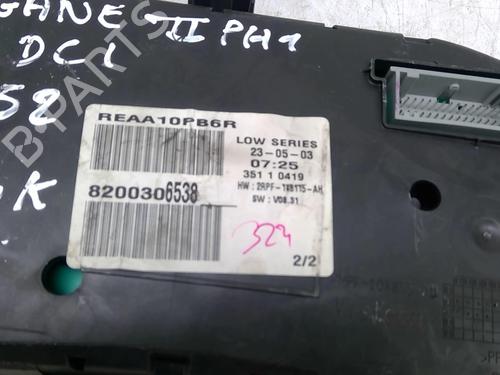 GANE II PH1
DCI
REAA10PB6R
LOW SERIES
23-05-03
07:25
351 1 0419
HW : 2RPF-14B115-AH
SW : V08.31
8200306538
324
2/2